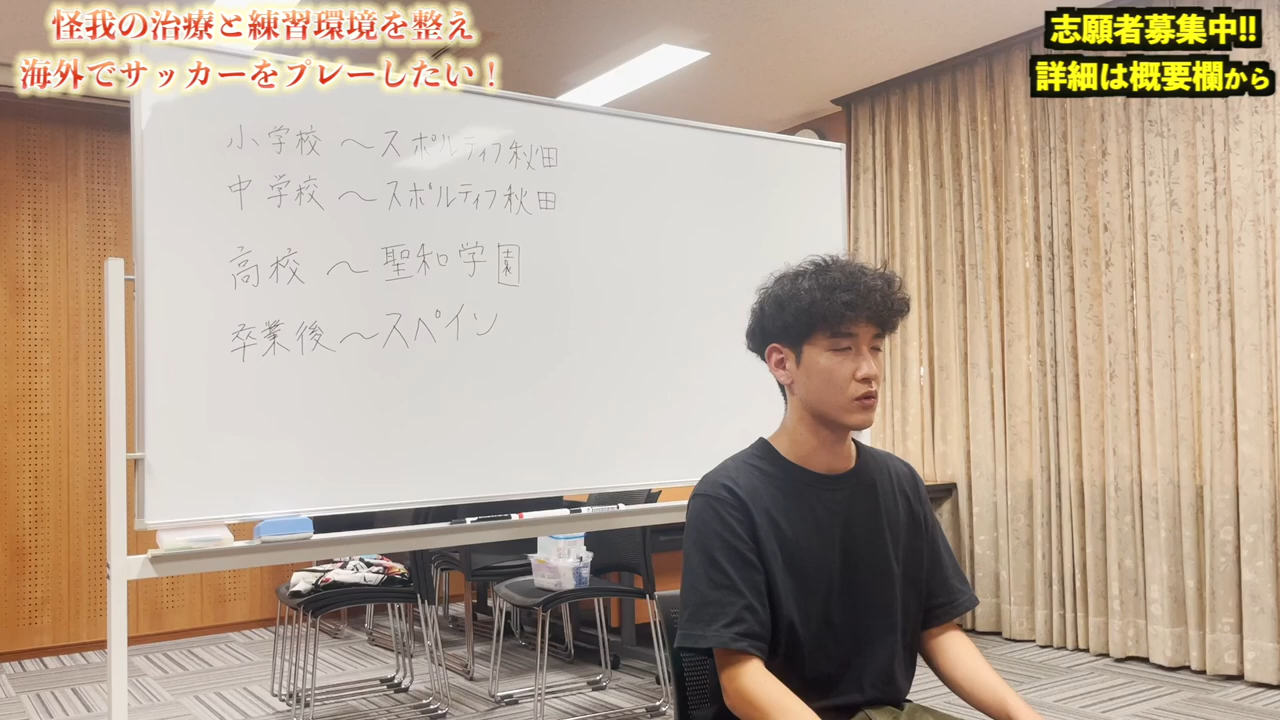 怪我の治療と練習環境を整え
海外でサッカーをプレーしたい！
志願者募集中!!
詳細は概要欄から
小学校 〜スポルティフ秋田
中学校 〜スポルティフ秋田
高校 〜 聖和学園
卒業後〜スペイン